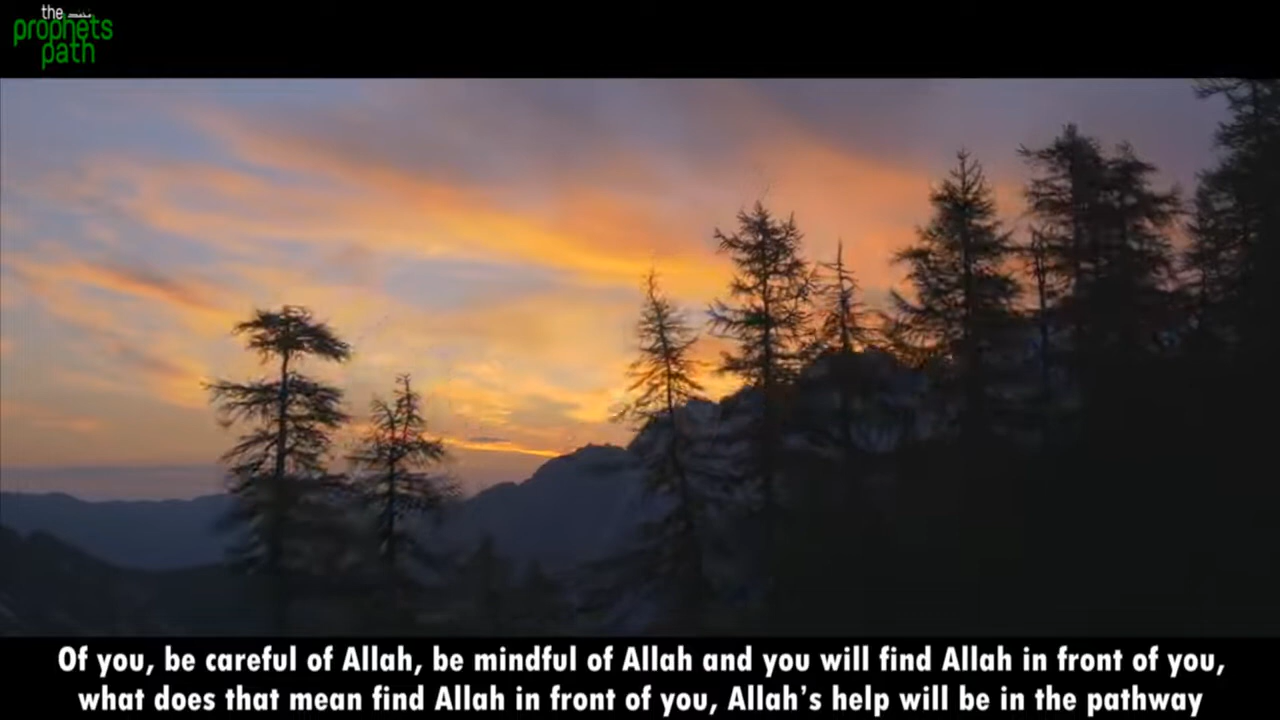 the محمد
prophets
path
Of you, be careful of Allah, be mindful of Allah and you will find Allah in front of you,
what does that mean find Allah in front of you, Allah's help will be in the pathway